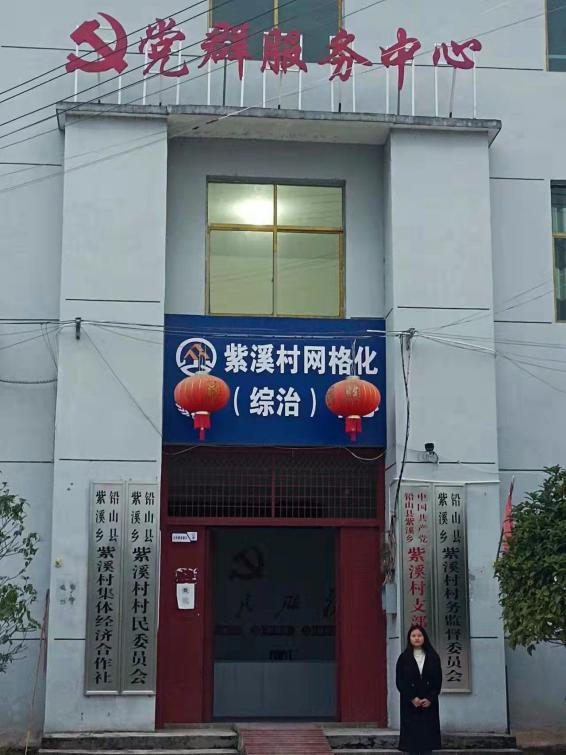 党群服务中心
紫溪村网格化
（综治）
铅山县
紫溪乡
紫溪村集体经济合作社
铅山县
紫溪乡
紫溪村村民委员会
中国共产党
铅山县紫溪乡
紫溪村支部
铅山县
紫溪乡
紫溪村村务监督委员会